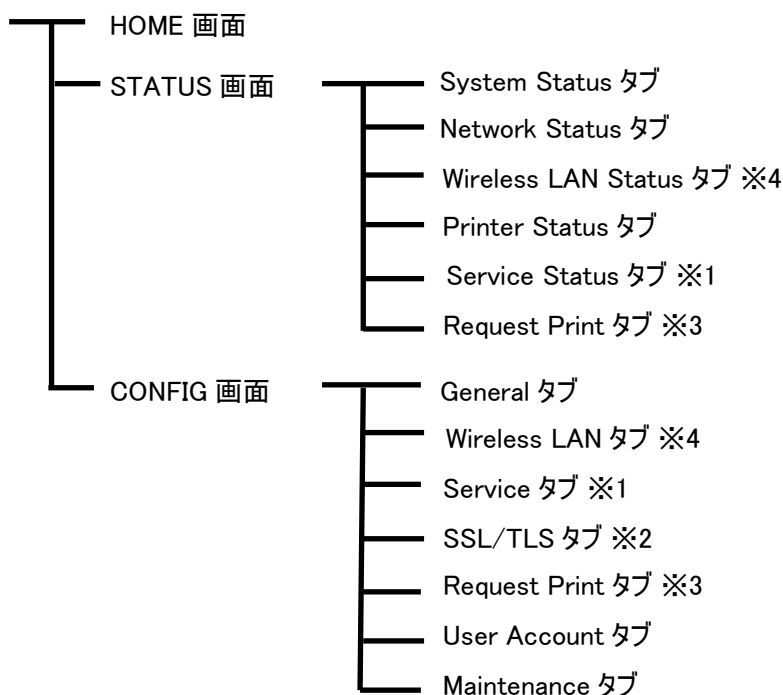 HOME 画面
STATUS 画面
System Status タブ
Network Status タブ
Wireless LAN Status タブ ※4
Printer Status タブ
Service Status タブ ※1
Request Print タブ ※3
CONFIG 画面
General タブ
Wireless LAN タブ ※4
Service タブ ※1
SSL/TLS タブ ※2
Request Print タブ ※3
User Account タブ
Maintenance タブ